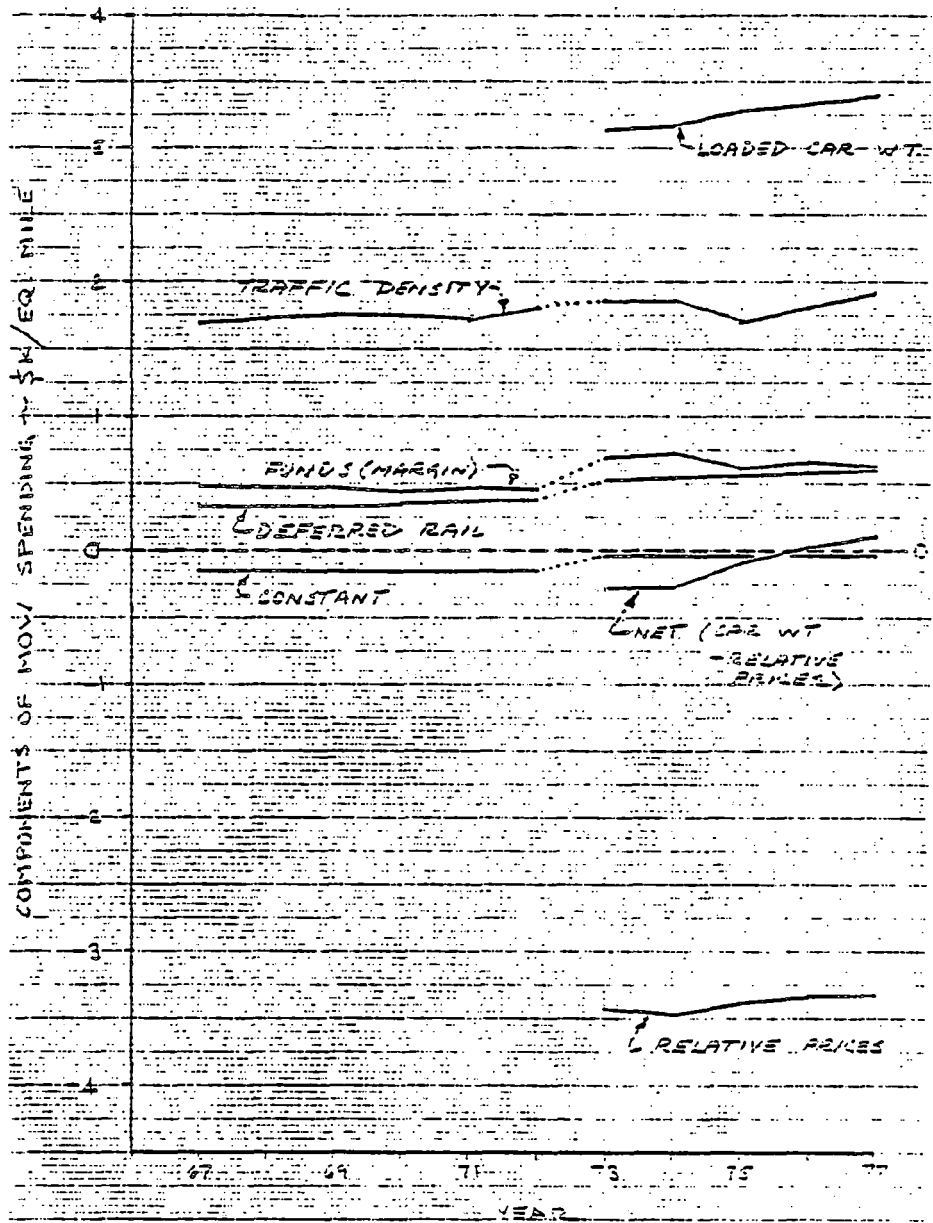 4
LOADED CAR WT.
3
2
TRAFFIC DENSITY
1
FUNDS (MARGIN)
DEFERRED RAIL
0
0
CONSTANT
NET (CAR WT
- RELATIVE
PRICES)
-1
-2
-3
RELATIVE PRICES
-4
67 69 71 73 75 77
YEAR
COMPONENTS OF MOW SPENDING ~ $K/EQ. MILE